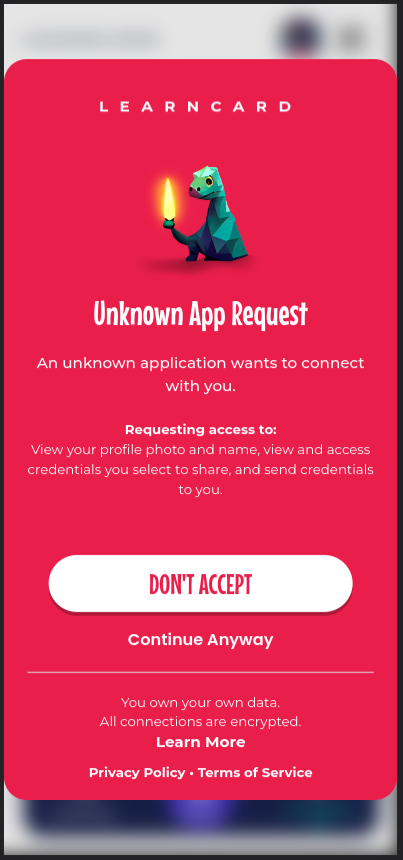 LEARNCARD
Unknown App Request
An unknown application wants to connect
with you.
Requesting access to:
View your profile photo and name, view and access
credentials you select to share, and send credentials
to you.
DON'T ACCEPT
Continue Anyway
You own your own data.
All connections are encrypted.
Learn More
Privacy Policy • Terms of Service